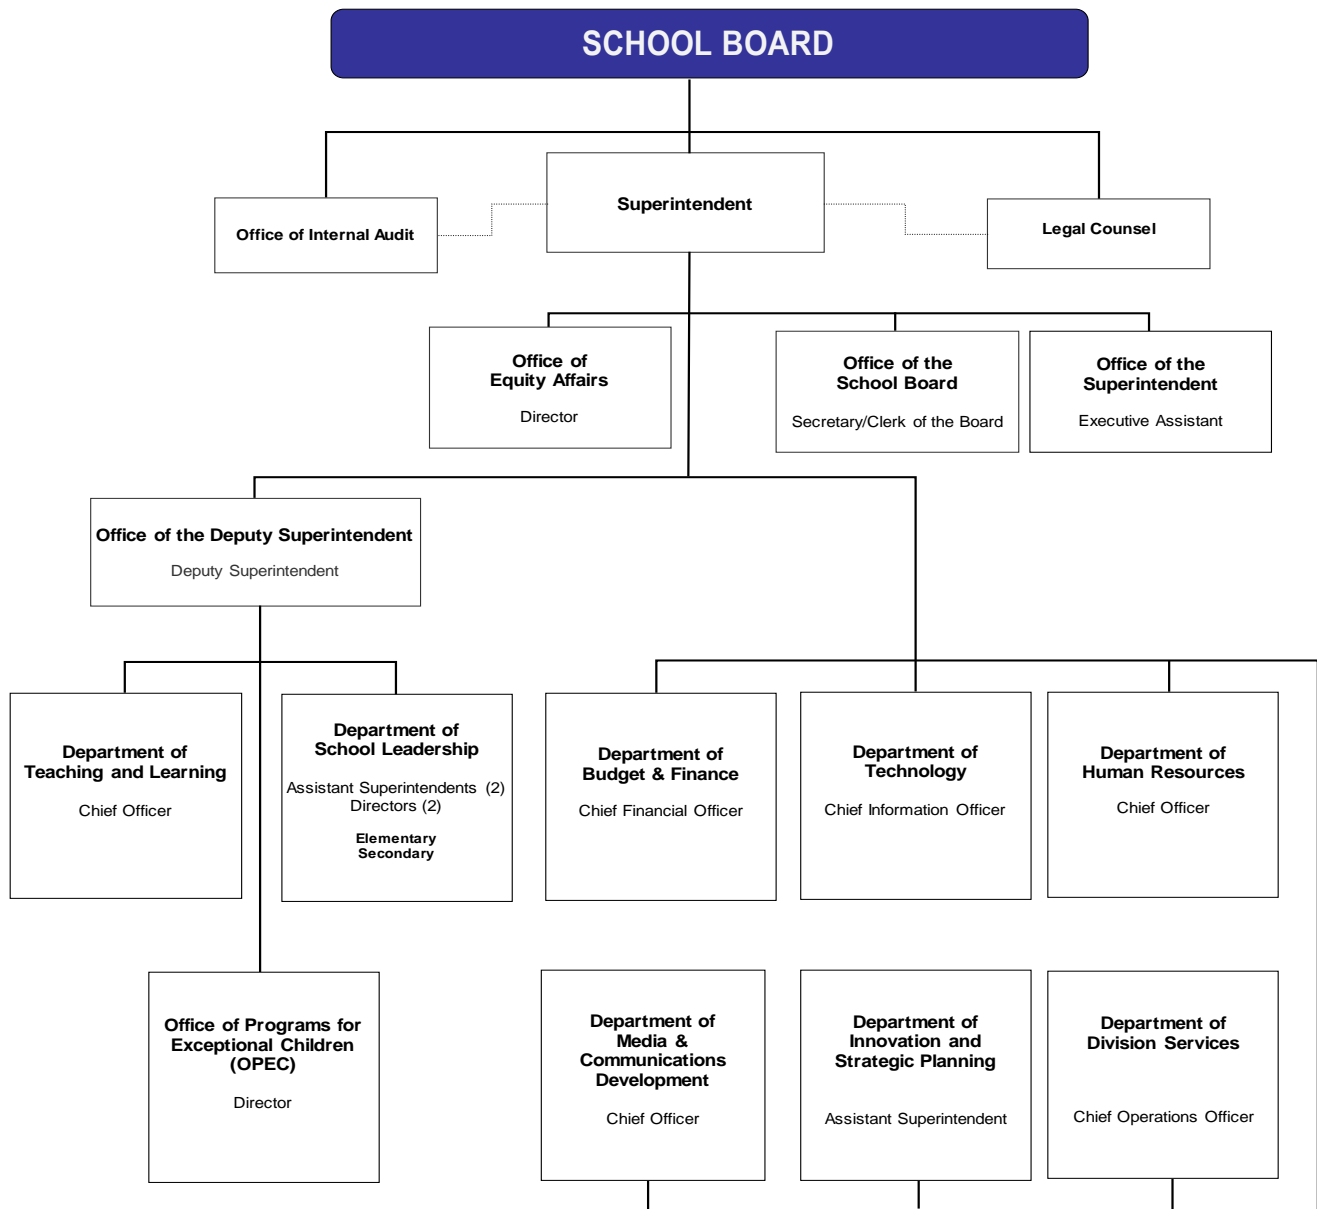 SCHOOL BOARD
Superintendent
Office of Internal Audit
Legal Counsel
Office of
Equity Affairs
Director
Office of the
School Board
Secretary/Clerk of the Board
Office of the
Superintendent
Executive Assistant
Office of the Deputy Superintendent
Deputy Superintendent
Department of
Teaching and Learning
Chief Officer
Department of
School Leadership
Assistant Superintendents (2)
Directors (2)
Elementary
Secondary
Department of
Budget & Finance
Chief Financial Officer
Department of
Technology
Chief Information Officer
Department of
Human Resources
Chief Officer
Office of Programs for
Exceptional Children
(OPEC)
Director
Department of
Media &
Communications
Development
Chief Officer
Department of
Innovation and
Strategic Planning
Assistant Superintendent
Department of
Division Services
Chief Operations Officer